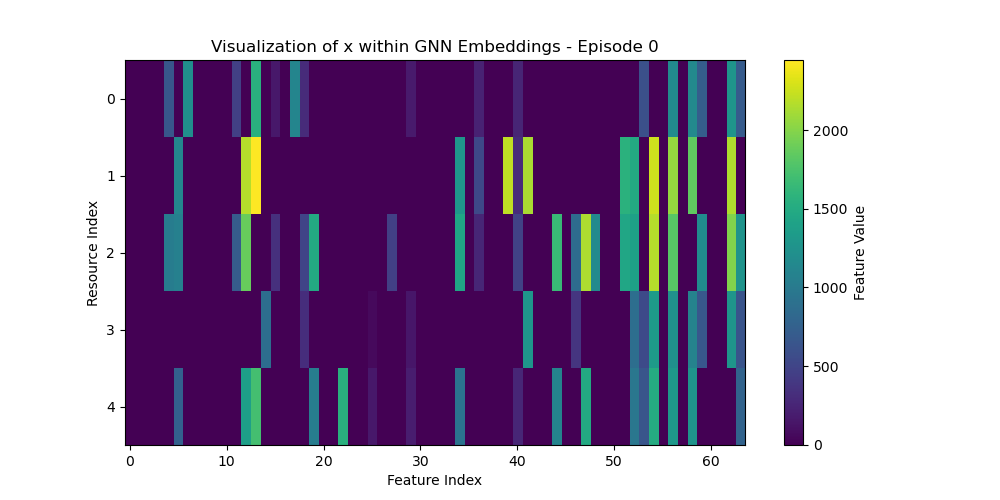 Visualization of x within GNN Embeddings - Episode 0
Resource Index
0
1
2
3
4
0 10 20 30 40 50 60
Feature Index
2000
1500
1000
500
0
Feature Value